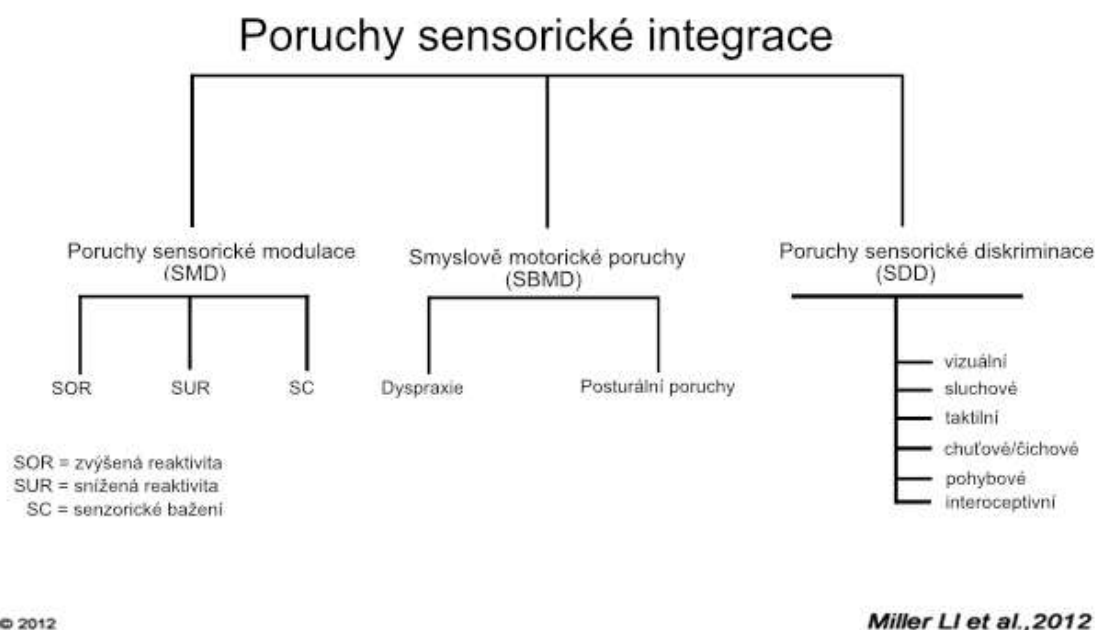 Poruchy sensorické integrace
Poruchy sensorické modulace
(SMD)
Smyslově motorické poruchy
(SBMD)
Poruchy sensorické diskriminace
(SDD)
SOR
SUR
SC
Dyspraxie
Posturální poruchy
vizuální
sluchové
taktilní
chuťové/čichové
pohybové
interoceptivní
SOR = zvýšená reaktivita
SUR = snížená reaktivita
SC = senzorické bažení
© 2012
Miller LI et al.,2012